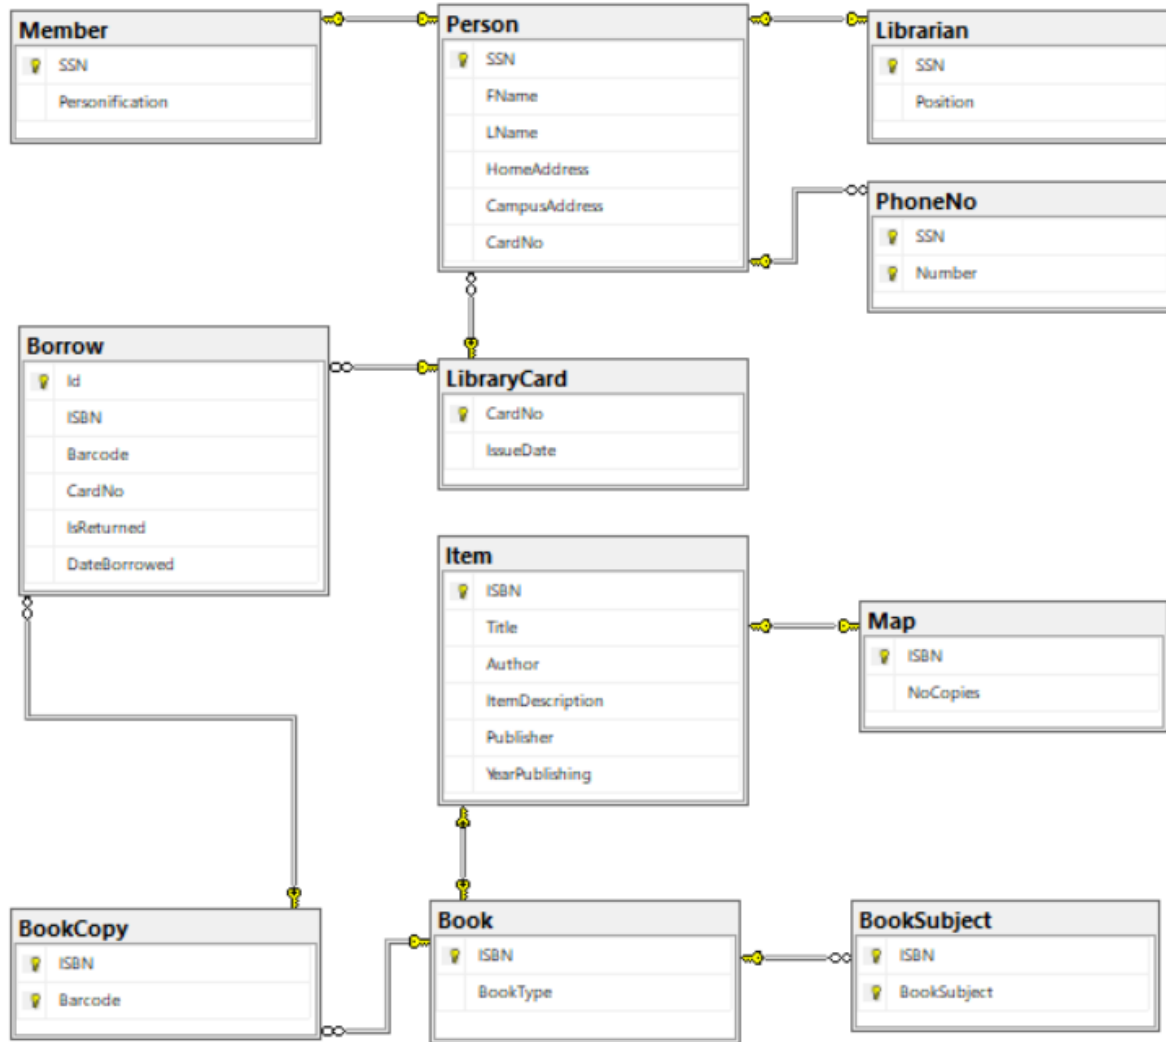 Member
SSN
Personification
Person
SSN
FName
LName
HomeAddress
CampusAddress
CardNo
Librarian
SSN
Position
PhoneNo
SSN
Number
Borrow
Id
ISBN
Barcode
CardNo
IsReturned
DateBorrowed
LibraryCard
CardNo
IssueDate
Item
ISBN
Title
Author
ItemDescription
Publisher
YearPublishing
Map
ISBN
NoCopies
BookCopy
ISBN
Barcode
Book
ISBN
BookType
BookSubject
ISBN
BookSubject